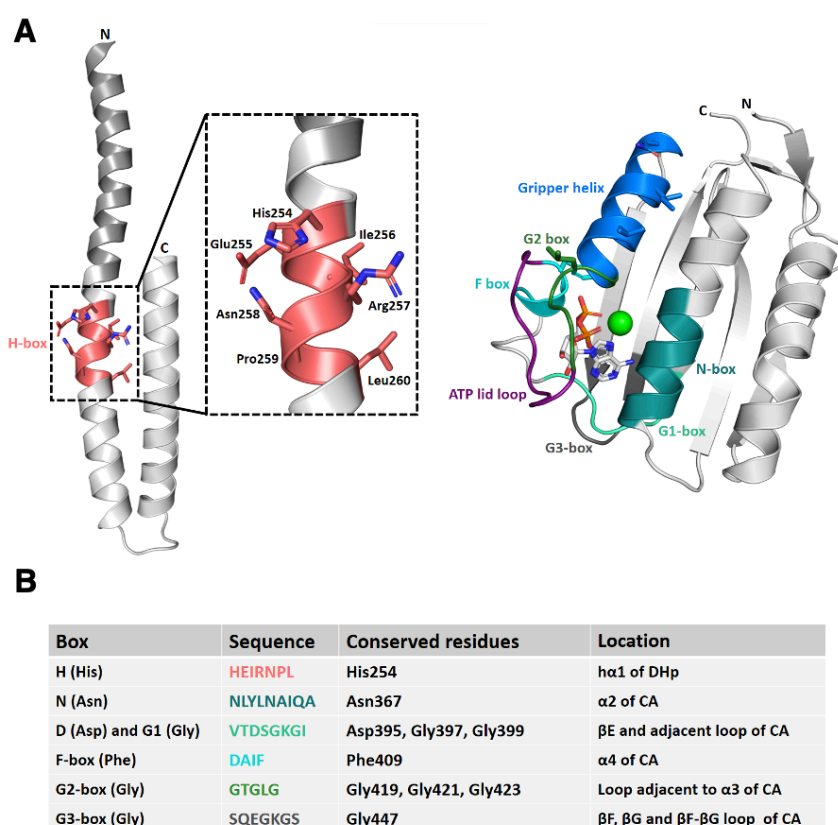 A
N
C
H-box
His254
Glu255
Ile256
Arg257
Asn258
Pro259
Leu260
C
N
Gripper helix
G2 box
F box
N-box
ATP lid loop
G1-box
G3-box
B
Box Sequence Conserved residues Location
H (His) HEIRNPL His254 hα1 of DHp
N (Asn) NLYLNAIQA Asn367 α2 of CA
D (Asp) and G1 (Gly) VTDSGKGI Asp395, Gly397, Gly399 βE and adjacent loop of CA
F-box (Phe) DAIF Phe409 α4 of CA
G2-box (Gly) GTGLG Gly419, Gly421, Gly423 Loop adjacent to α3 of CA
G3-box (Gly) SQEGKGS Gly447 βF, βG and βF-βG loop of CA